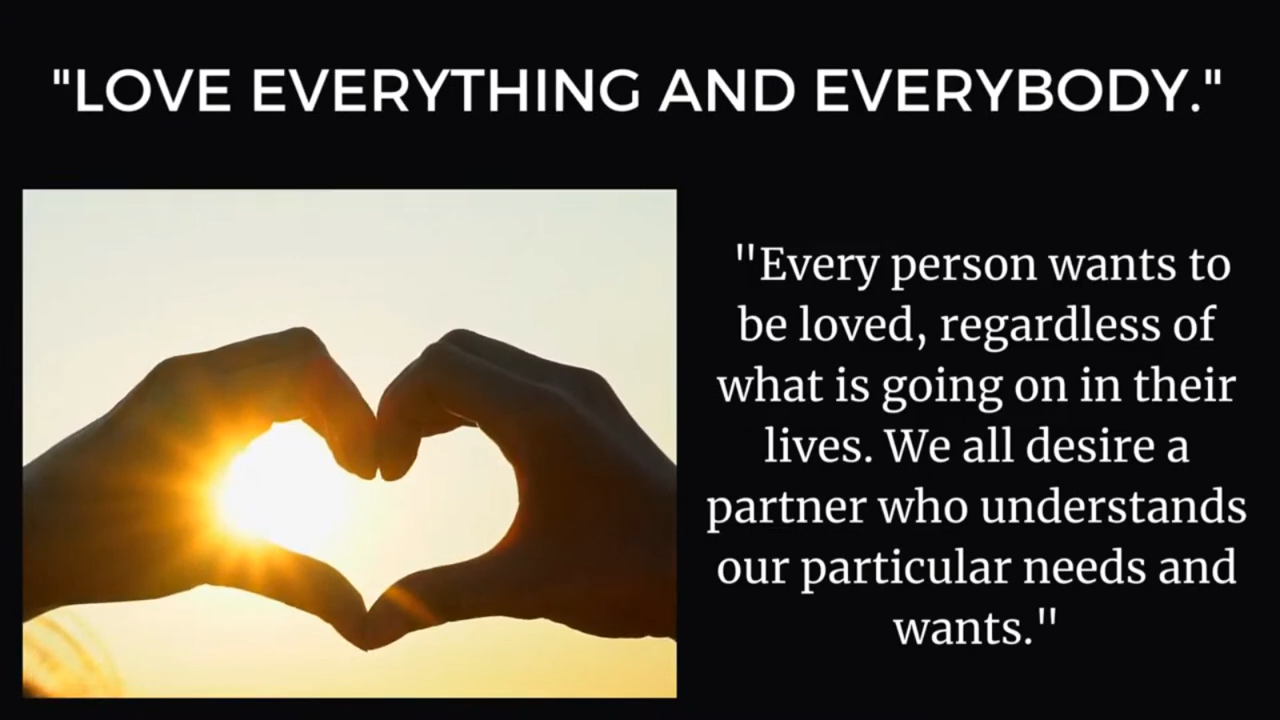 "LOVE EVERYTHING AND EVERYBODY."
"Every person wants to
be loved, regardless of
what is going on in their
lives. We all desire a
partner who understands
our particular needs and
wants."